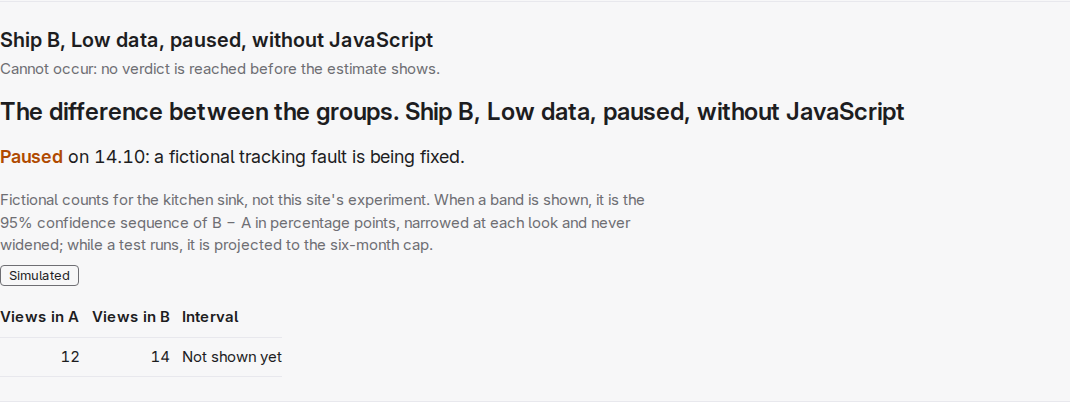 Ship B, Low data, paused, without JavaScript
Cannot occur: no verdict is reached before the estimate shows.
The difference between the groups. Ship B, Low data, paused, without JavaScript
Paused on 14.10: a fictional tracking fault is being fixed.
Fictional counts for the kitchen sink, not this site's experiment. When a band is shown, it is the
95% confidence sequence of B − A in percentage points, narrowed at each look and never
widened; while a test runs, it is projected to the six-month cap.
Simulated
Views in A Views in B Interval
12 14 Not shown yet